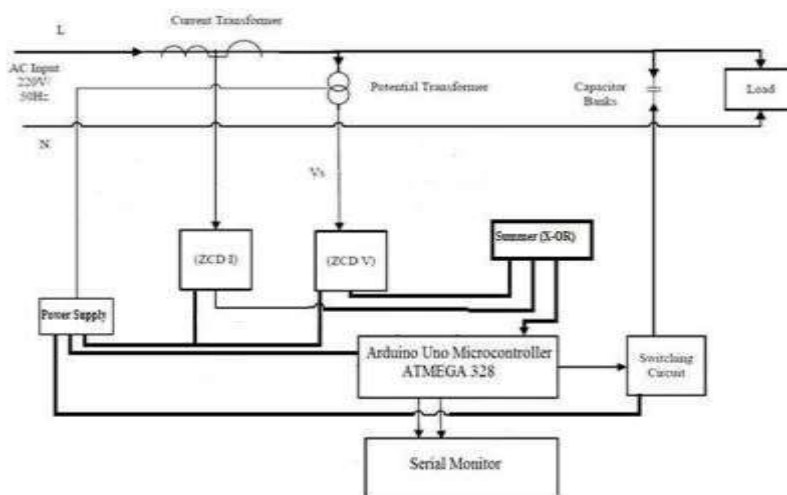 L
Current Transformer
AC Input
220V/
50Hz
Potential Transformer
Capacitor
Banks
Load
N
Vs
(ZCD I)
(ZCD V)
Summer (X-OR)
Power Supply
Arduino Uno Microcontroller
ATMEGA 328
Switching
Circuit
Serial Monitor